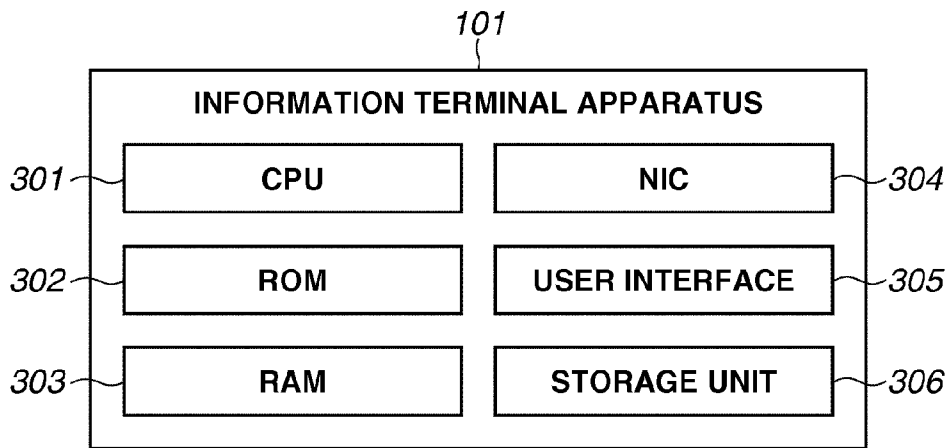 101
INFORMATION TERMINAL APPARATUS
301 CPU NIC 304
302 ROM USER INTERFACE 305
303 RAM STORAGE UNIT 306